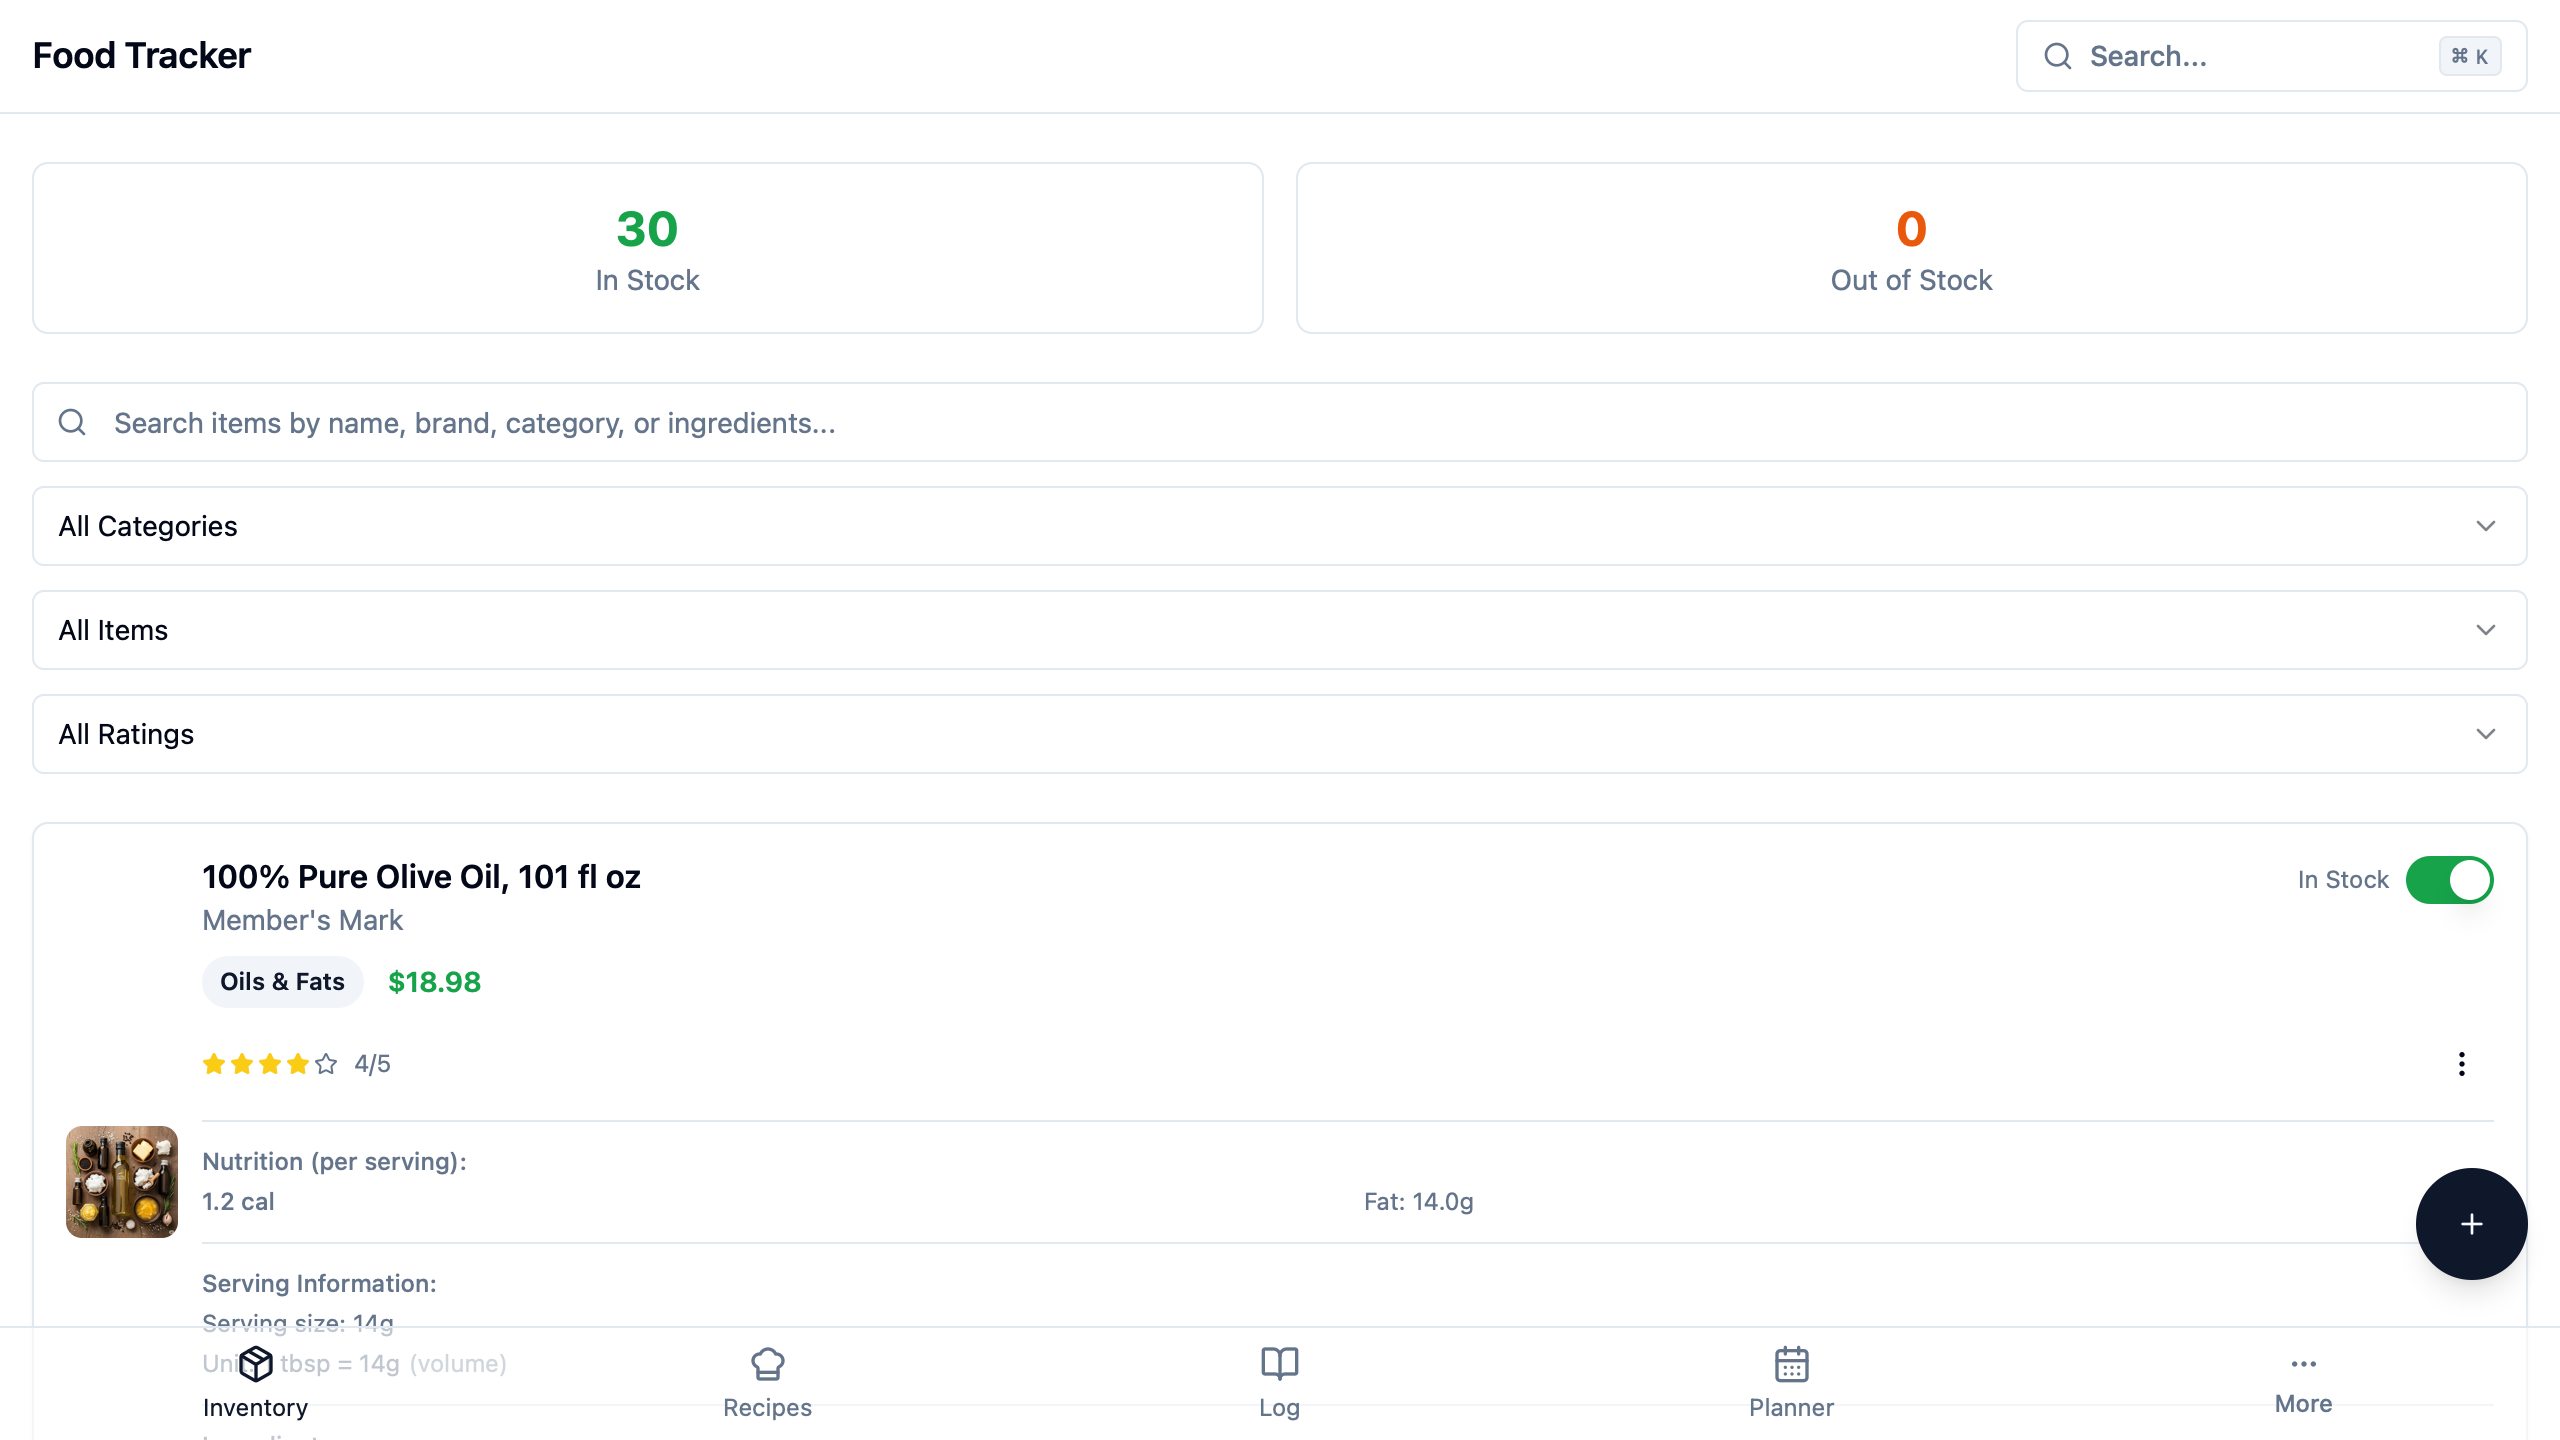 Food Tracker
Search...
⌘ K
30
In Stock
0
Out of Stock
Search items by name, brand, category, or ingredients...
All Categories
All Items
All Ratings
100% Pure Olive Oil, 101 fl oz
In Stock
Member's Mark
Oils & Fats
$18.98
4/5
Nutrition (per serving):
1.2 cal
Fat: 14.0g
Serving Information:
Serving size: 14g
tbsp = 14g (volume)
Inventory
Recipes
Log
Planner
More